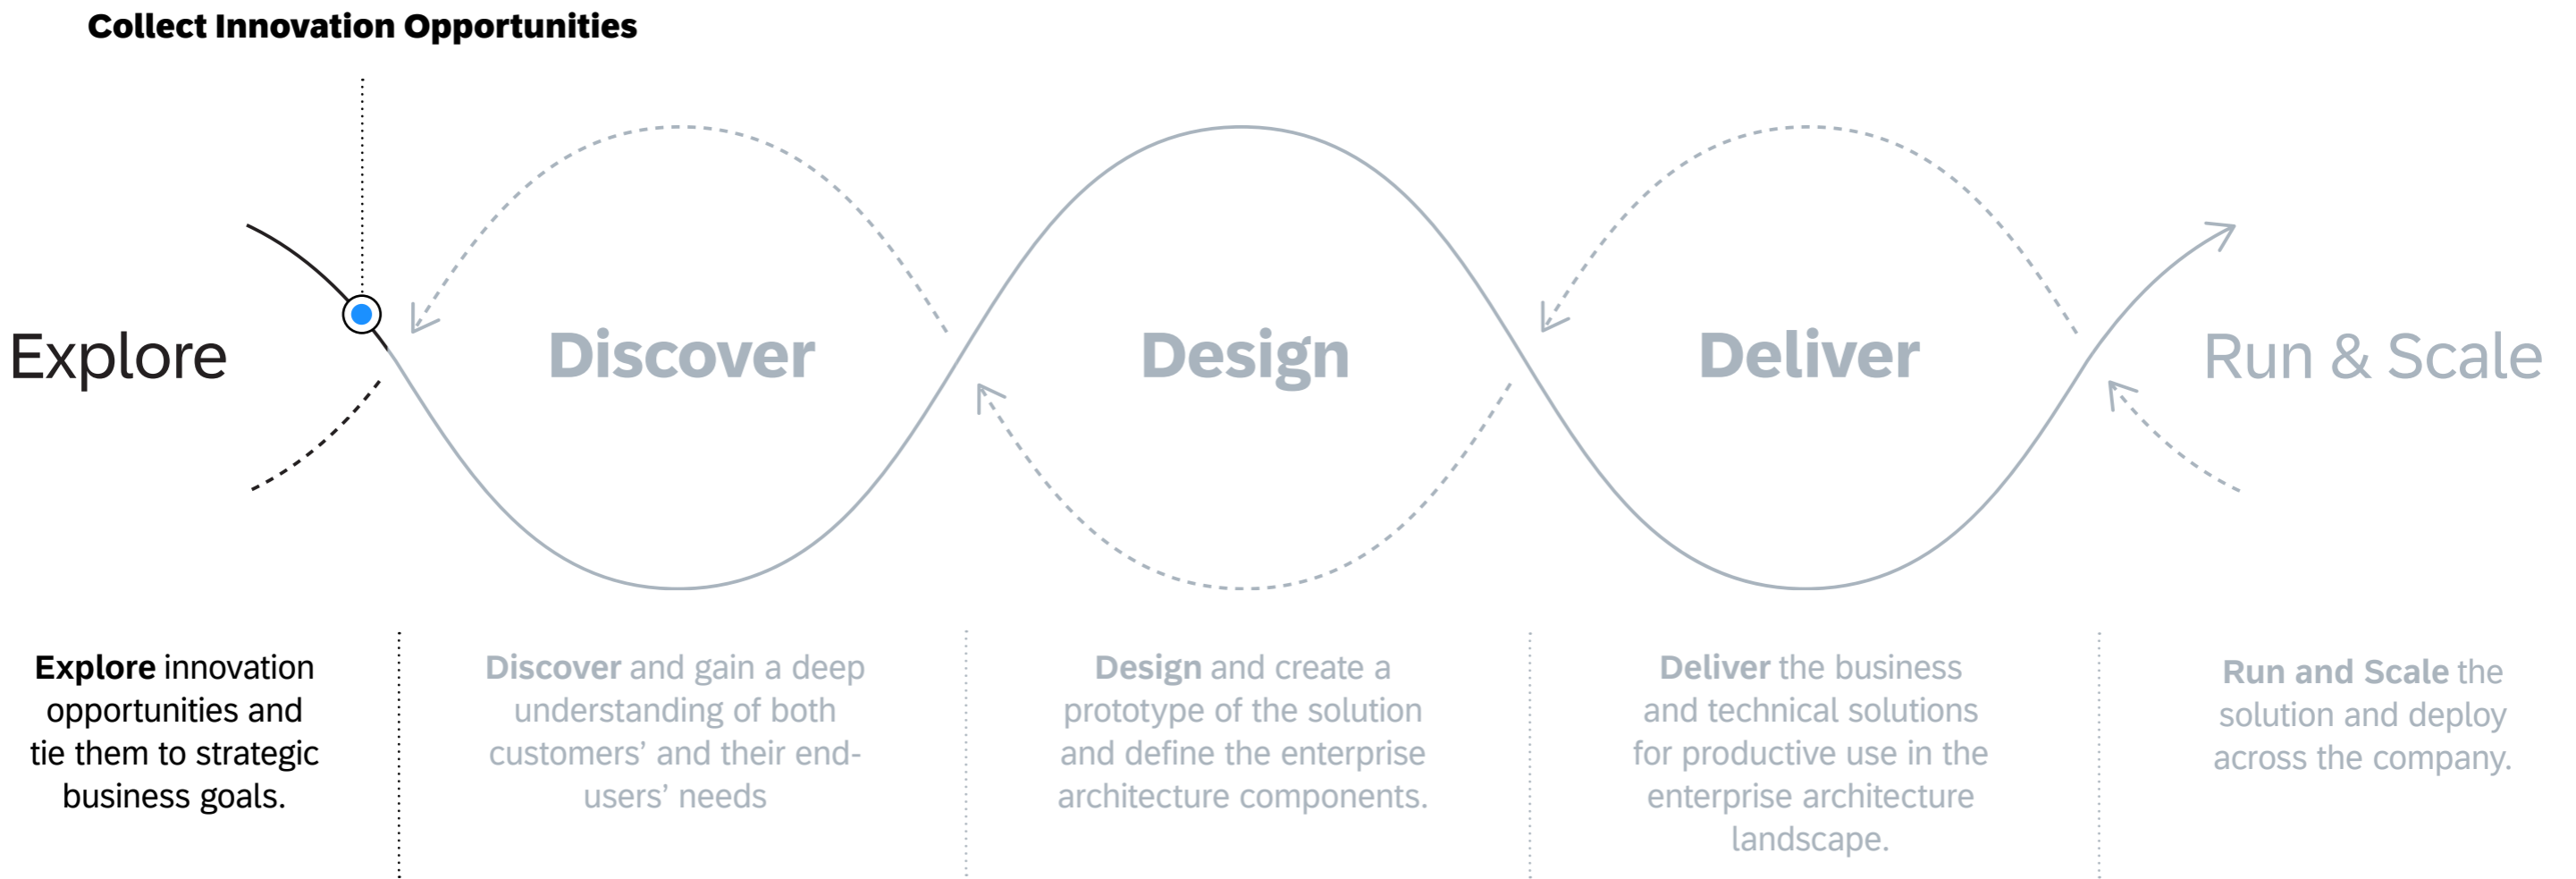 Collect Innovation Opportunities
Explore
Discover
Design
Deliver
Run & Scale
Explore innovation
opportunities and
tie them to strategic
business goals.
Discover and gain a deep
understanding of both
customers’ and their end-
users’ needs
Design and create a
prototype of the solution
and define the enterprise
architecture components.
Deliver the business
and technical solutions
for productive use in the
enterprise architecture
landscape.
Run and Scale the
solution and deploy
across the company.